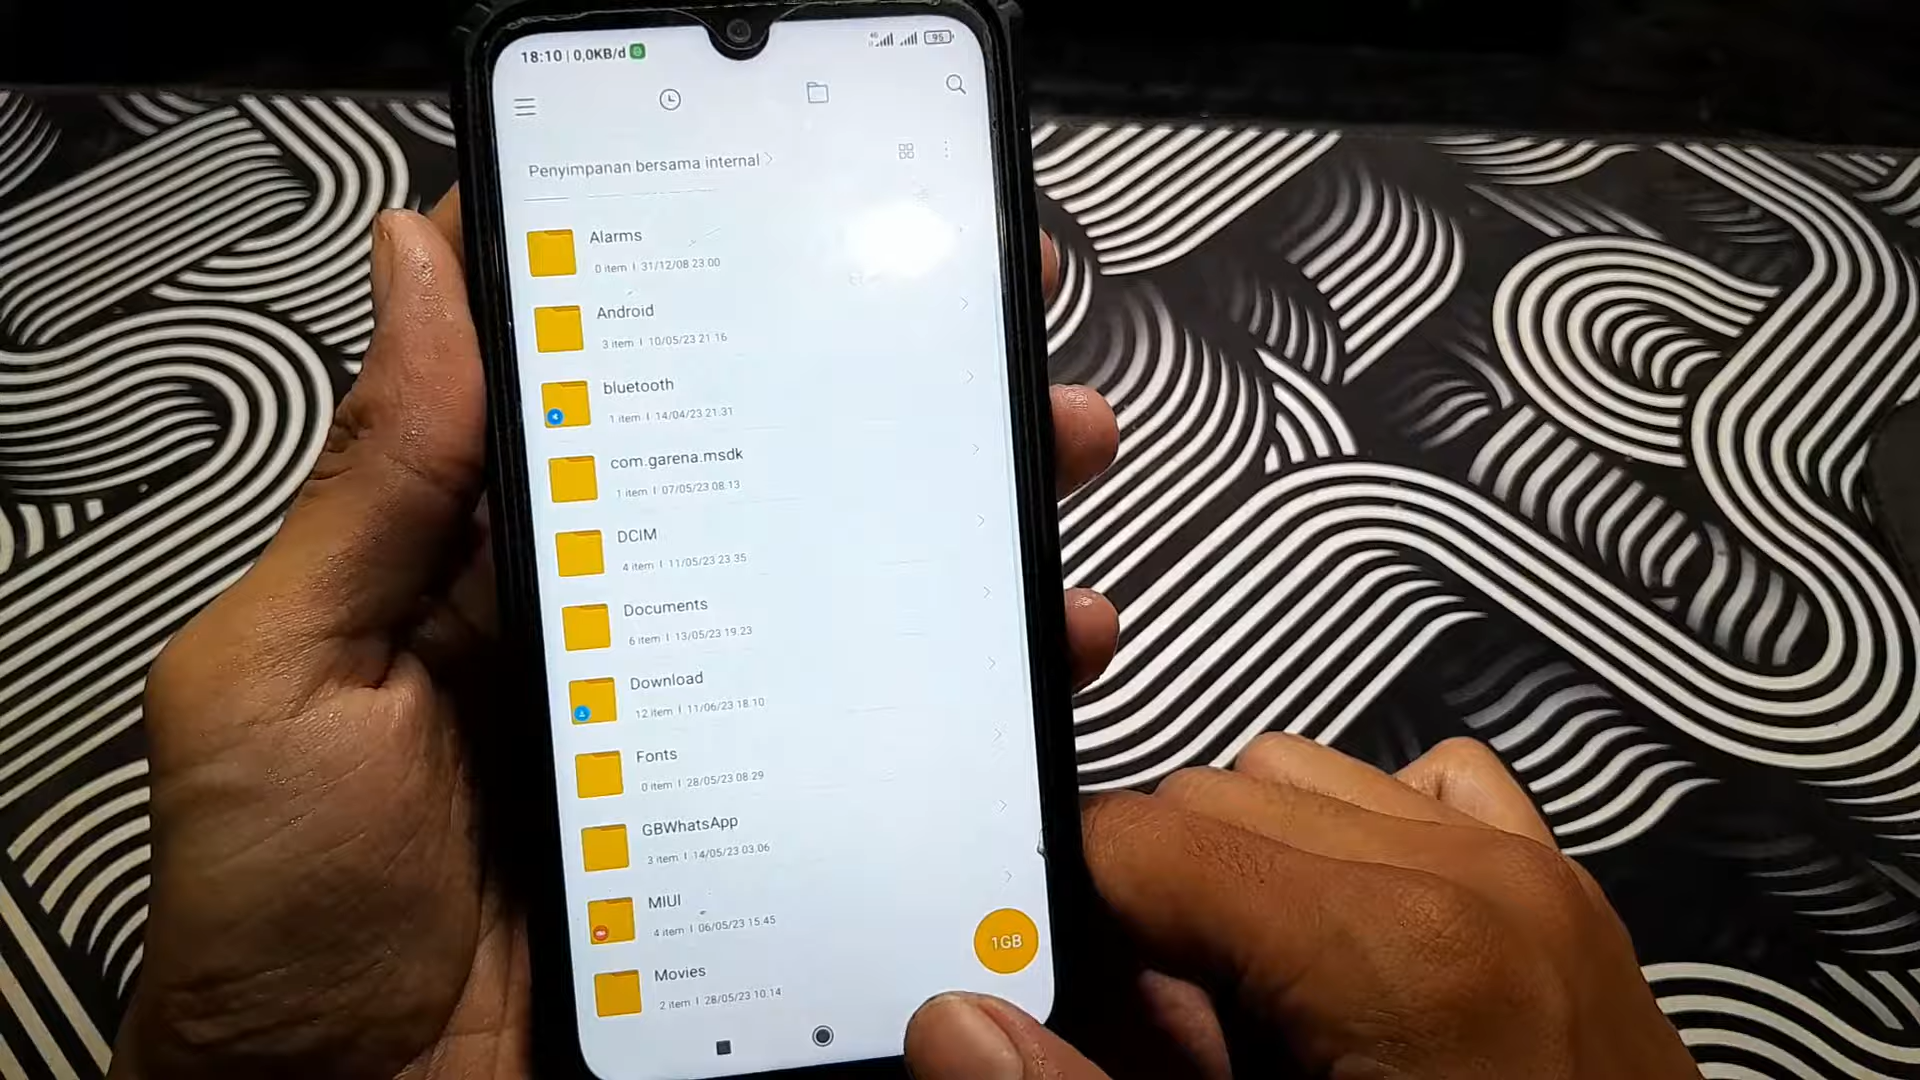 18:10 | 0,0KB/d
95
Penyimpanan bersama internal
Alarms
0 item | 31/12/08 23.00
Android
3 item | 10/05/23 21.16
bluetooth
1 item | 14/04/23 21.31
com.garena.msdk
1 item | 07/05/23 08.13
DCIM
4 item | 11/05/23 23.35
Documents
6 item | 13/05/23 19.23
Download
12 item | 11/06/23 18.10
Fonts
0 item | 28/05/23 08.29
GBWhatsApp
3 item | 14/05/23 03.06
MIUI
4 item | 06/05/23 15.45
1GB
Movies
2 item | 28/05/23 10.14